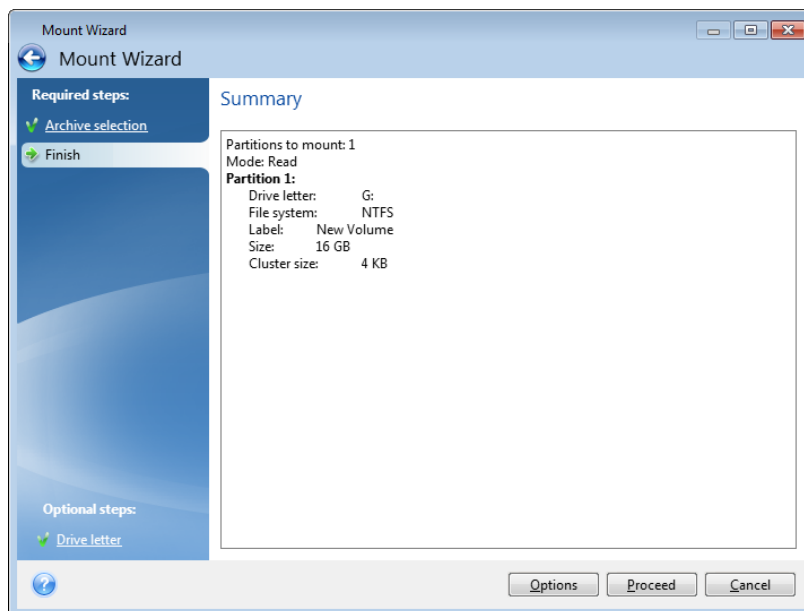 Mount Wizard
Mount Wizard
Required steps:
Archive selection
Finish
Optional steps:
Drive letter
Summary
Partitions to mount: 1
Mode: Read
Partition 1:
Drive letter: G:
File system: NTFS
Label: New Volume
Size: 16 GB
Cluster size: 4 KB
?
Options
Proceed
Cancel